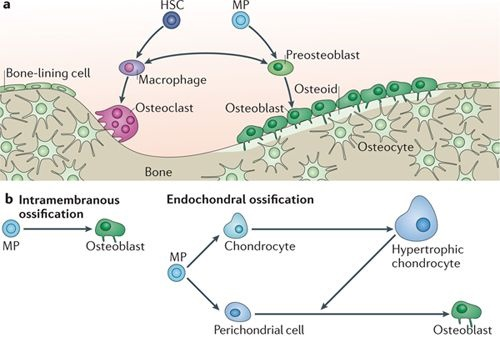 a
HSC
MP
Bone-lining cell
Macrophage
Preosteoblast
Osteoclast
Osteoblast
Osteoid
Osteocyte
Bone
b Intramembranous
ossification
MP
Osteoblast
Endochondral ossification
MP
Chondrocyte
Hypertrophic
chondrocyte
Perichondrial cell
Osteoblast